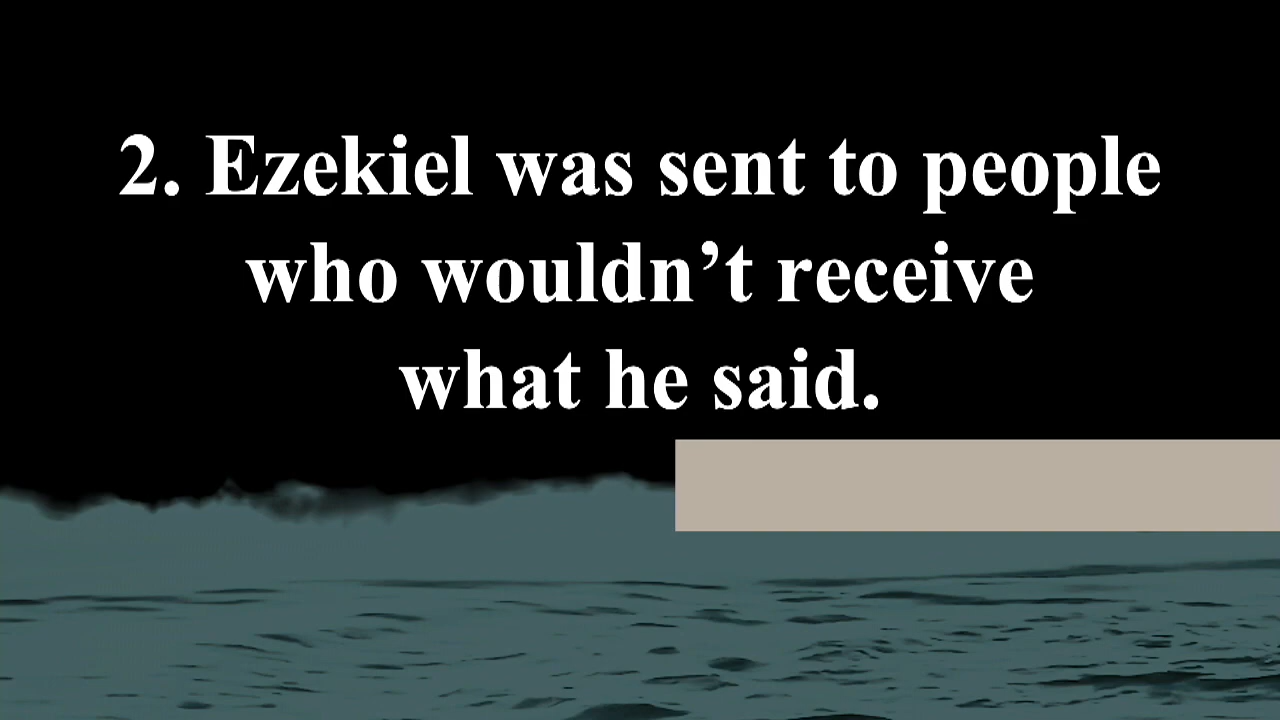 2. Ezekiel was sent to people
who wouldn’t receive
what he said.